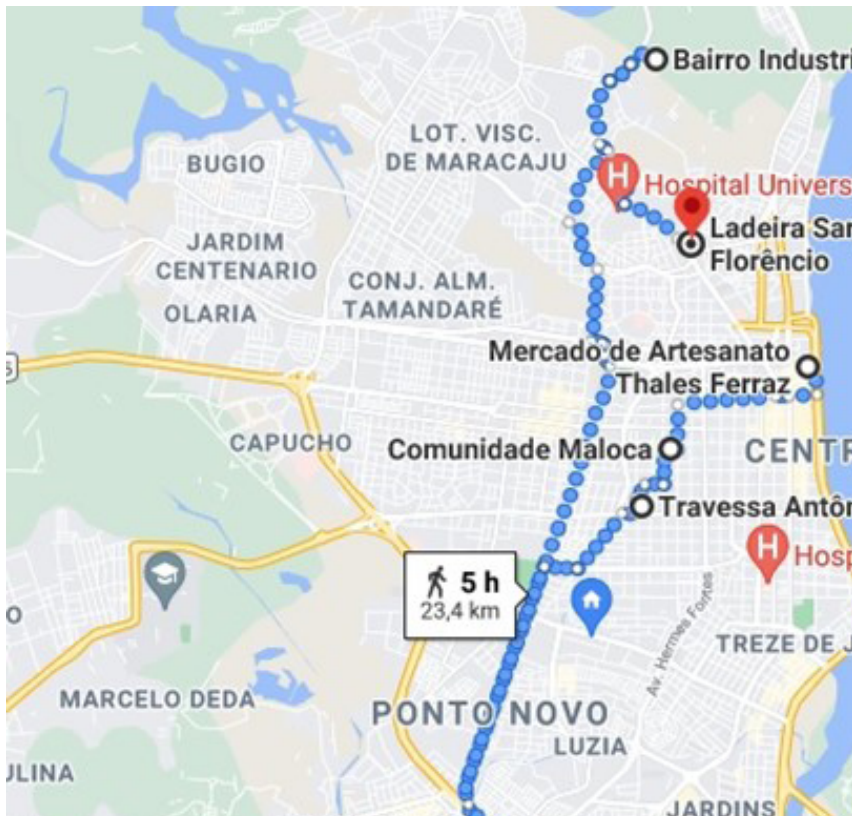 Bairro Industri
LOT. VISC.
DE MARACAJU
BUGIO
H
Hospital Univers
Ladeira Sar
Florêncio
JARDIM
CENTENARIO
CONJ. ALM.
TAMANDARÉ
OLARIA
Mercado de Artesanato
Thales Ferraz
CAPUCHO
Comunidade Maloca
CENTR
Travessa Antôr
H
Hosp
5 h
23,4 km
Av. Hermes Fontes
TREZE DE J
MARCELO DEDA
PONTO NOVO
LUZIA
ULINA
JARDINS